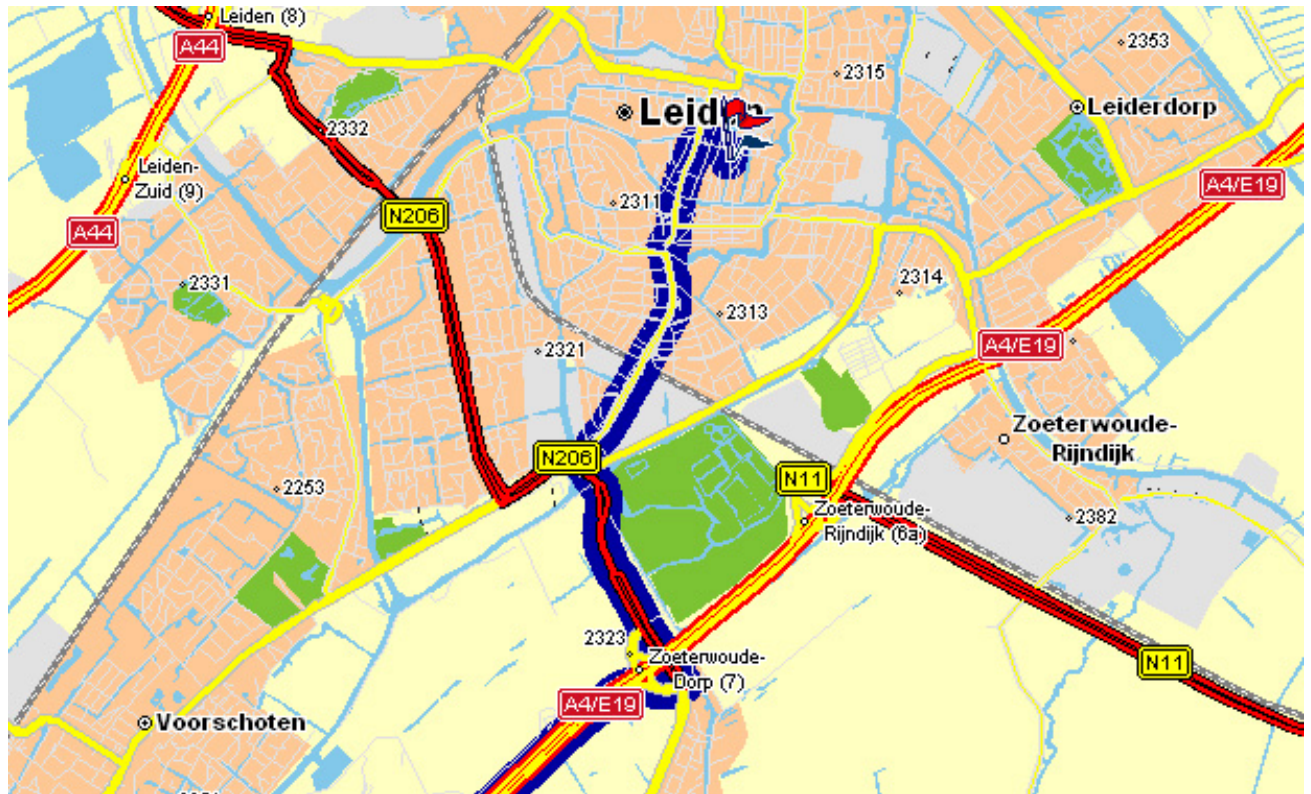 Leiden (8)
A44
2353
2315
Leiden
Leiderdorp
2332
Leiden-
Zuid (9)
A4/E19
2311
N206
A44
2331
2314
2313
A4/E19
2321
Zoeterwoude-
Rijndijk
N206
N11
2253
Zoeterwoude-
Rijndijk (6a)
2382
2323
Zoeterwoude-
Dorp (7)
N11
A4/E19
Voorschoten